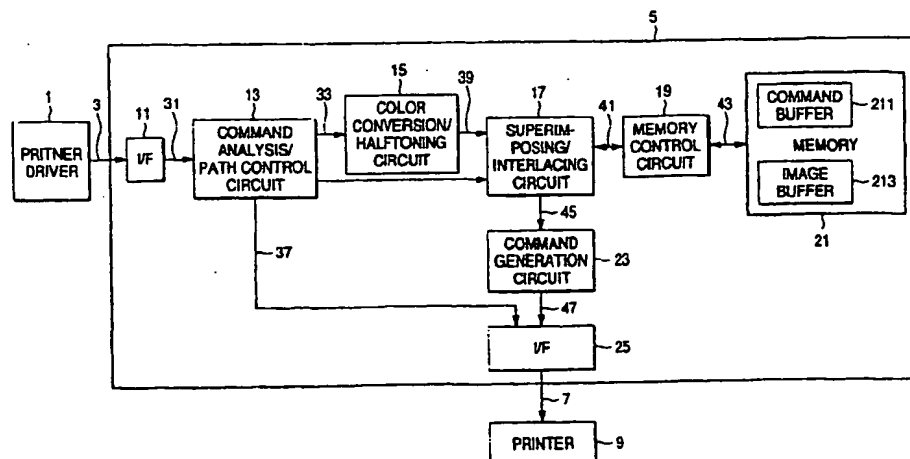 5
1
3
11
31
13
33
15
39
17
41
19
43
PRITNER
DRIVER
I/F
COMMAND
ANALYSIS/
PATH CONTROL
CIRCUIT
COLOR
CONVERSION/
HALFTONING
CIRCUIT
SUPERIM-
POSING/
INTERLACING
CIRCUIT
MEMORY
CONTROL
CIRCUIT
COMMAND
BUFFER
211
MEMORY
IMAGE
BUFFER
213
21
37
45
COMMAND
GENERATION
CIRCUIT
23
47
I/F
25
7
PRINTER
9